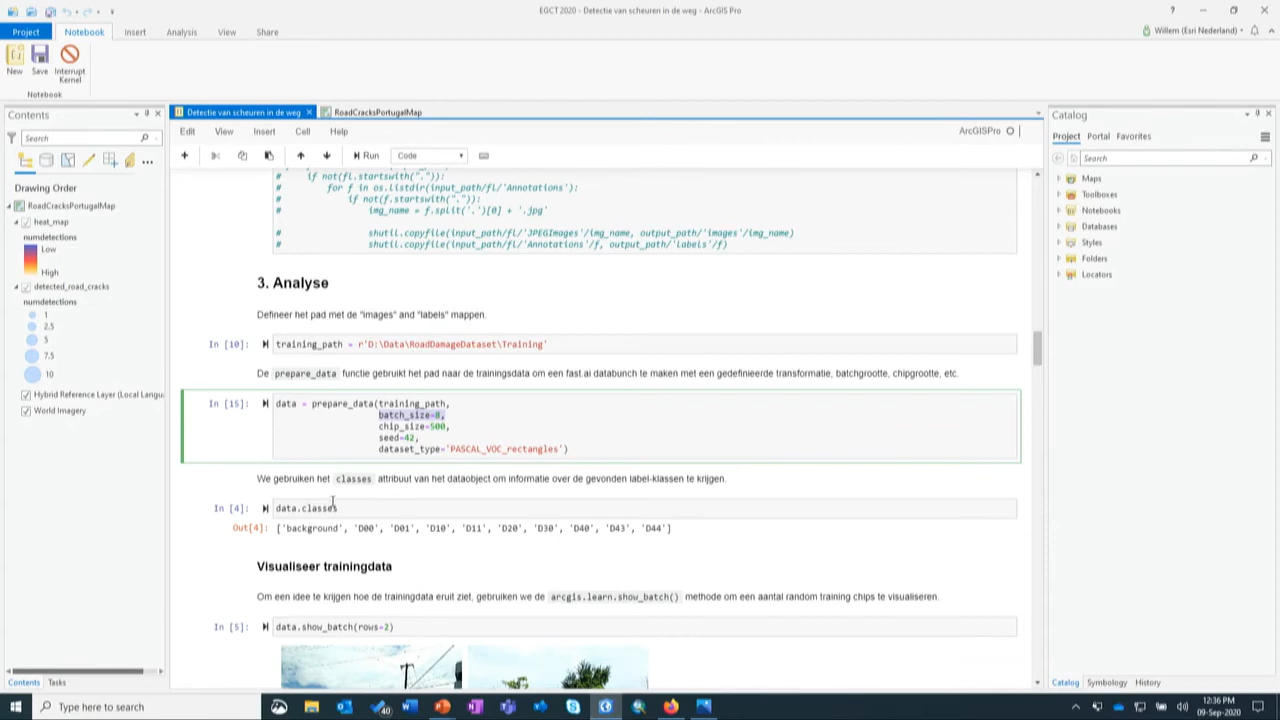 EGCT 2020 - Detectie van scheuren in de weg - ArcGIS Pro
?
Project Notebook Insert Analysis View Share
Willem (Esri Nederland)
New Save Interrupt Kernel
Notebook
Contents
Search
Drawing Order
RoadCracksPortugalMap
heat_map
numdetections
Low
High
detected_road_cracks
numdetections
1
2.5
5
7.5
10
Hybrid Reference Layer (Local Langu
World Imagery
Contents Tasks
Detectie van scheuren in de weg RoadCracksPortugalMap
Edit View Insert Cell Help
ArcGISPro
Run Code
# if not(fl.startswith(".")):
# for f in os.listdir(input_path/fl/'Annotations'):
# if not(f.startswith(".")):
# img_name = f.split('.')[0] + '.jpg'
# shutil.copyfile(input_path/fl/'JPEGImages'/img_name, output_path/'images'/img_name)
# shutil.copyfile(input_path/fl/'Annotations'/f, output_path/'labels'/f)
3. Analyse
Definieer het pad met de "images" and "labels" mappen.
In [10]: training_path = r'D:\Data\RoadDamageDataset\Training'
De prepare_data functie gebruikt het pad naar de trainingsdata om een fast.ai databunch te maken met een gedefinieerde transformatie, batchgrootte, chipgrootte, etc.
In [15]: data = prepare_data(training_path,
batch_size=8,
chip_size=500,
seed=42,
dataset_type='PASCAL_VOC_rectangles')
We gebruiken het classes attribuut van het dataobject om informatie over de gevonden label-klassen te krijgen.
In [4]: data.classes
Out[4]: ['background', 'D00', 'D01', 'D10', 'D11', 'D20', 'D30', 'D40', 'D43', 'D44']
Visualiseer trainingdata
Om een idee te krijgen hoe de trainingdata eruit ziet, gebruiken we de arcgis.learn.show_batch() methode om een aantal random training chips te visualiseren.
In [5]: data.show_batch(rows=2)
Catalog
Project Portal Favorites
Search
Maps
Toolboxes
Notebooks
Databases
Styles
Folders
Locators
Catalog Symbology History
Type here to search
40
12:36 PM
09-Sep-2020